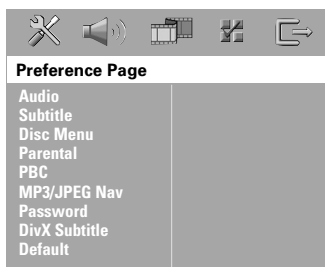 Preference Page
Audio
Subtitle
Disc Menu
Parental
PBC
MP3/JPEG Nav
Password
DivX Subtitle
Default